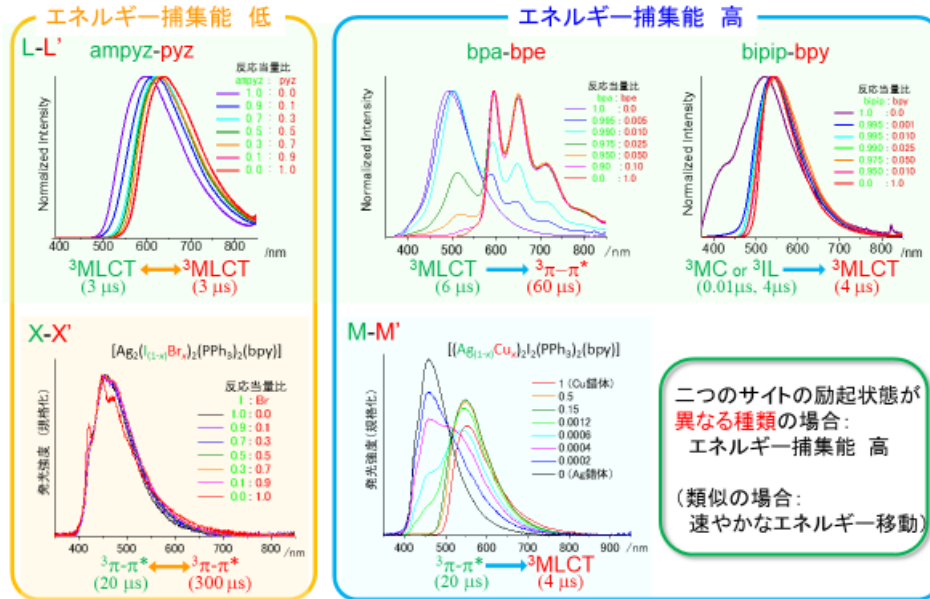 エネルギー捕集能 低
L-L' ampyz-pyz
反応当量比
ampyz : pyz
1.0 : 0.0
0.9 : 0.1
0.7 : 0.3
0.5 : 0.5
0.3 : 0.7
0.1 : 0.9
0.0 : 1.0
Normalized Intensity
400 500 600 700 800 /nm
³MLCT ³MLCT
(3 μs) (3 μs)
X-X'
[Ag₂(I₍₁₋ₓ₎Brₓ)₂(PPh₃)₂(bpy)]
反応当量比
I : Br
1.0 : 0.0
0.9 : 0.1
0.7 : 0.3
0.5 : 0.5
0.3 : 0.7
0.1 : 0.9
0.0 : 1.0
発光強度 (規格化)
400 500 600 700 800 /nm
³π-π* ³π-π*
(20 μs) (300 μs)
エネルギー捕集能 高
bpa-bpe
反応当量比
bpa : bpe
1.0 : 0.0
0.995 : 0.005
0.990 : 0.010
0.975 : 0.025
0.950 : 0.050
0.90 : 0.10
0.0 : 1.0
Normalized Intensity
400 500 600 700 800 /nm
³MLCT ³π-π*
(6 μs) (60 μs)
bipip-bpy
反応当量比
bipip : bpy
1.0 : 0.0
0.995 : 0.001
0.995 : 0.010
0.990 : 0.025
0.975 : 0.050
0.950 : 0.010
0.0 : 1.0
Normalized Intensity
400 500 600 700 800 /nm
³MC or ³IL ³MLCT
(0.01μs, 4μs) (4 μs)
M-M'
[(Ag₍₁₋ₓ₎Cuₓ)₂I₂(PPh₃)₂(bpy)]
1 (Cu錯体)
0.5
0.15
0.0012
0.0006
0.0004
0.0002
0 (Ag錯体)
発光強度(規格化)
400 500 600 700 800 900 /nm
³π-π* ³MLCT
(20 μs) (4 μs)
二つのサイトの励起状態が
異なる種類の場合:
エネルギー捕集能 高
(類似の場合:
速やかなエネルギー移動)